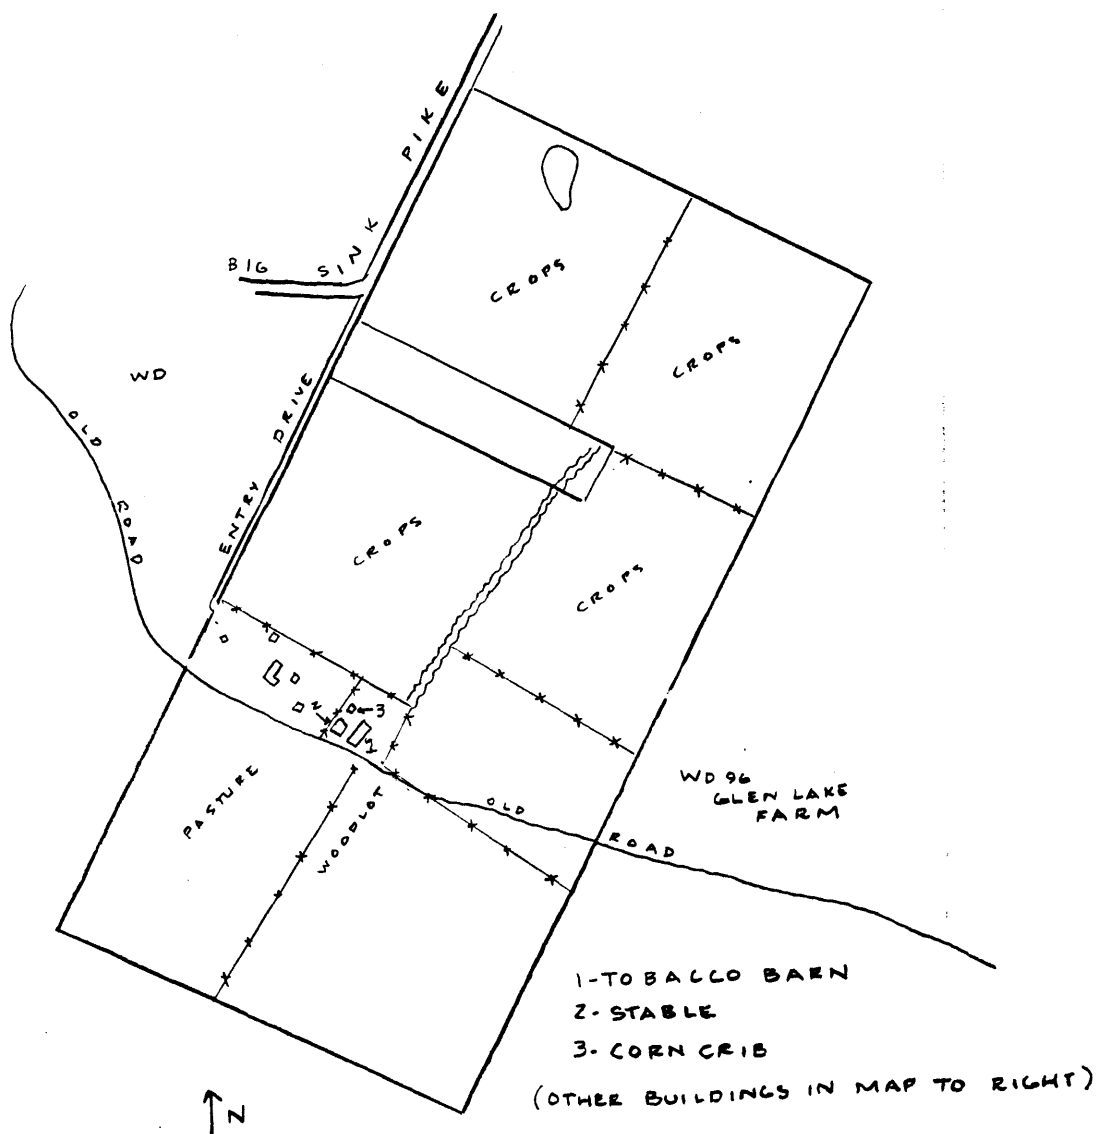 PIKE
BIG SINK
CROPS
CROPS
WD
OLD ROAD
ENTRY DRIVE
CROPS
CROPS
2
3
1
PASTURE
WOODLOT
OLD ROAD
WD 96
GLEN LAKE
FARM
1-TOBACCO BARN
2-STABLE
3-CORN CRIB
(OTHER BUILDINGS IN MAP TO RIGHT)
N